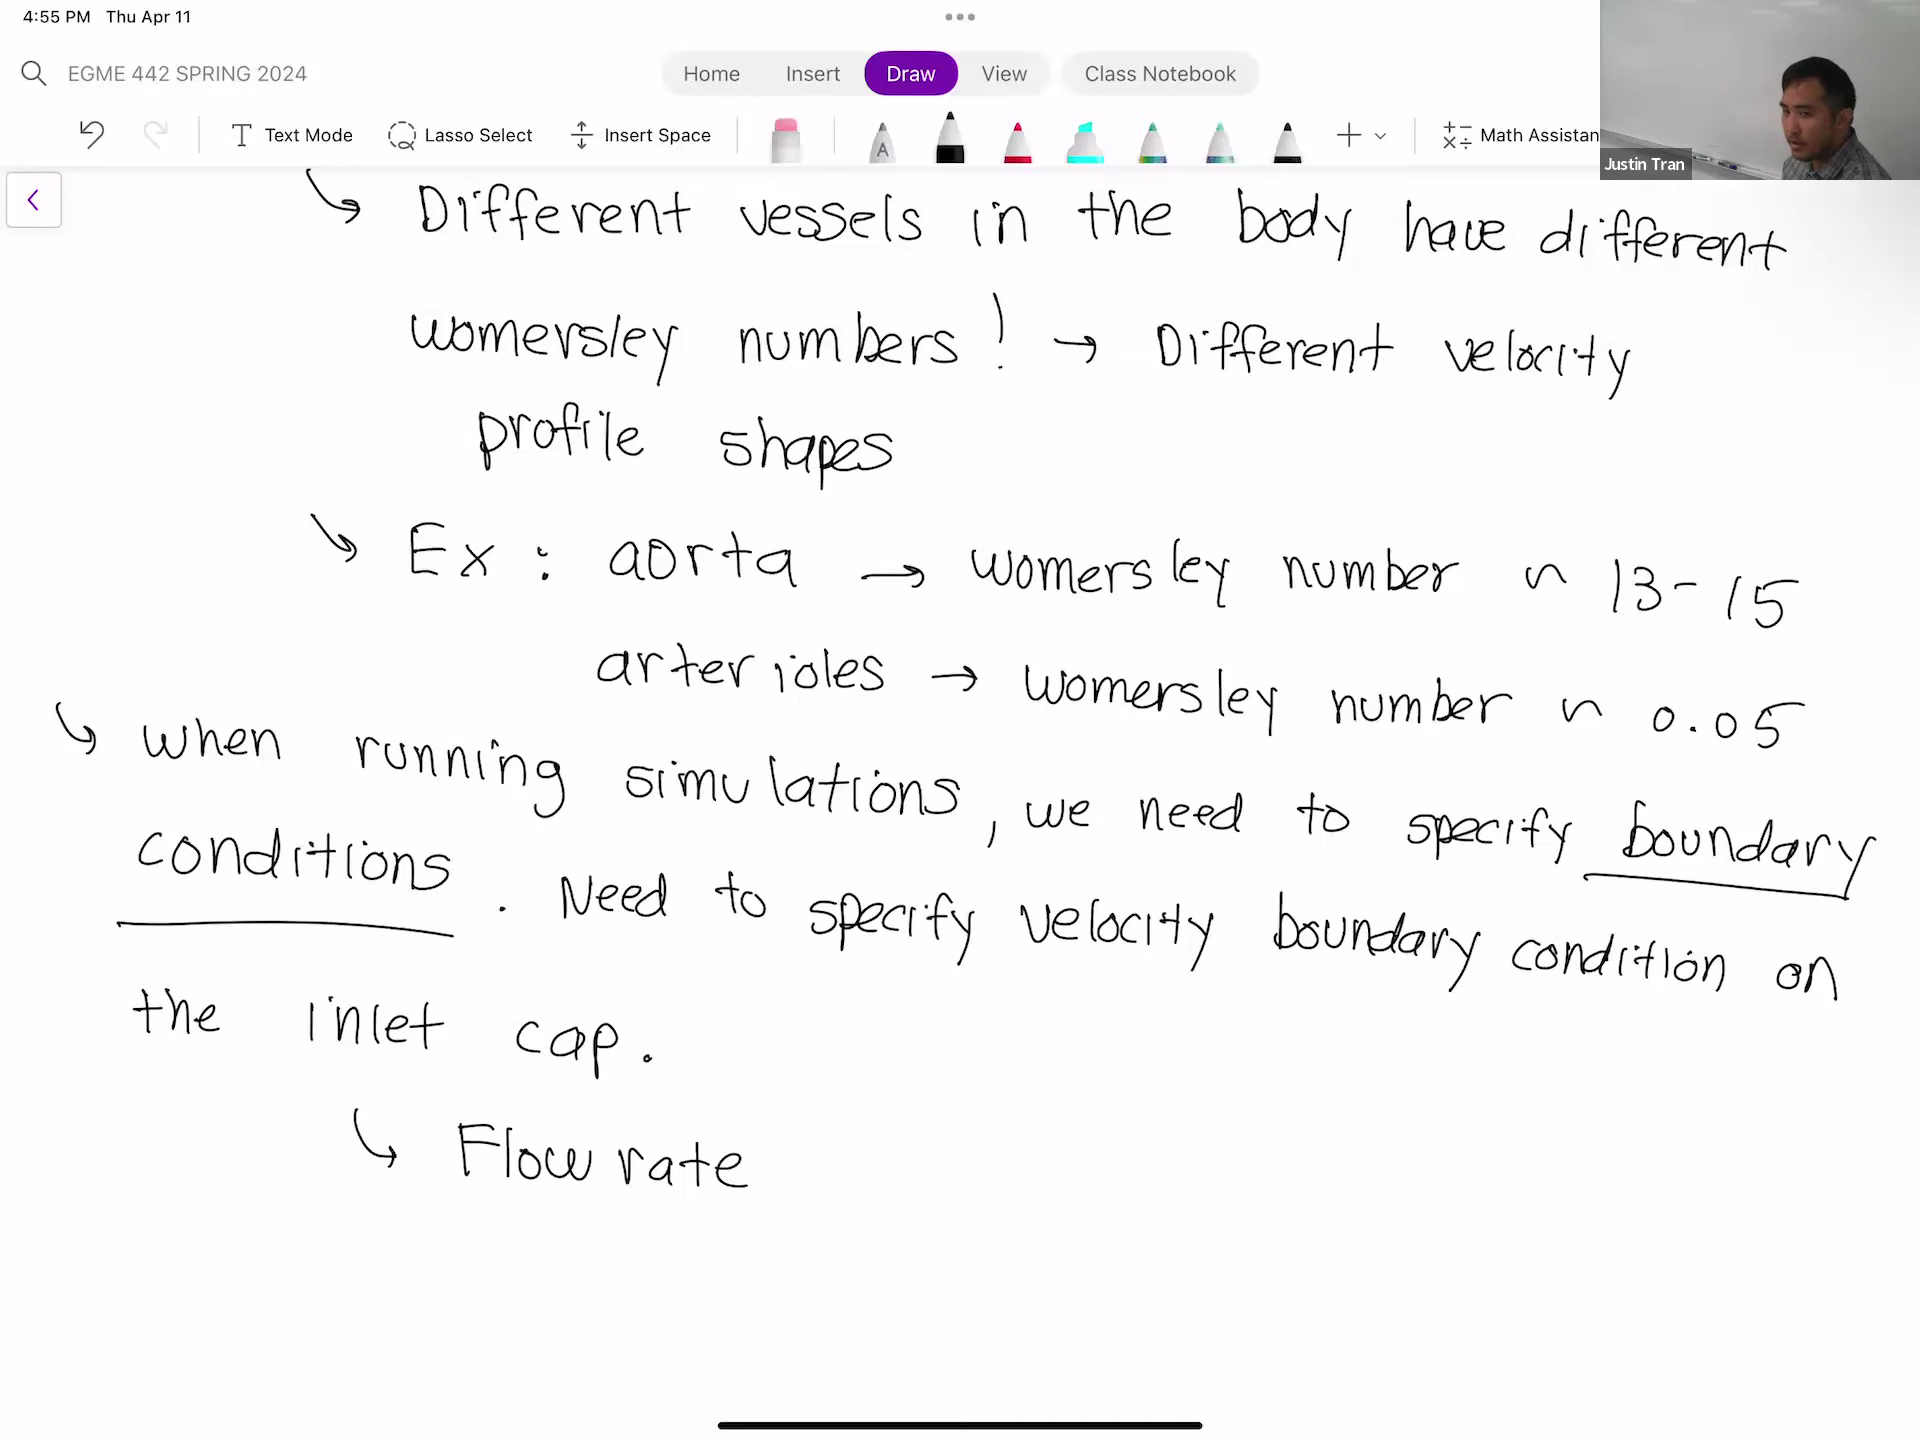 4:55 PM Thu Apr 11
EGME 442 SPRING 2024
Home Insert Draw View Class Notebook
Text Mode Lasso Select Insert Space Math Assistan
Justin Tran
↳ Different vessels in the body have different
womersley numbers! → Different velocity
profile shapes
↳ Ex: aorta → womersley number ~ 13-15
arterioles → womersley number ~ 0.05
↳ when running simulations, we need to specify boundary
conditions. Need to specify velocity boundary condition on
the inlet cap.
↳ Flow rate